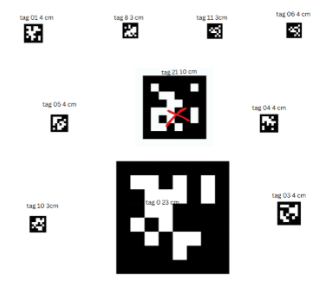 tag 01 4 cm
tag 8 3 cm
tag 11 3cm
tag 06 4 cm
tag 21 10 cm
tag 05 4 cm
tag 04 4 cm
tag 10 3cm
tag 0 23 cm
tag 03 4 cm